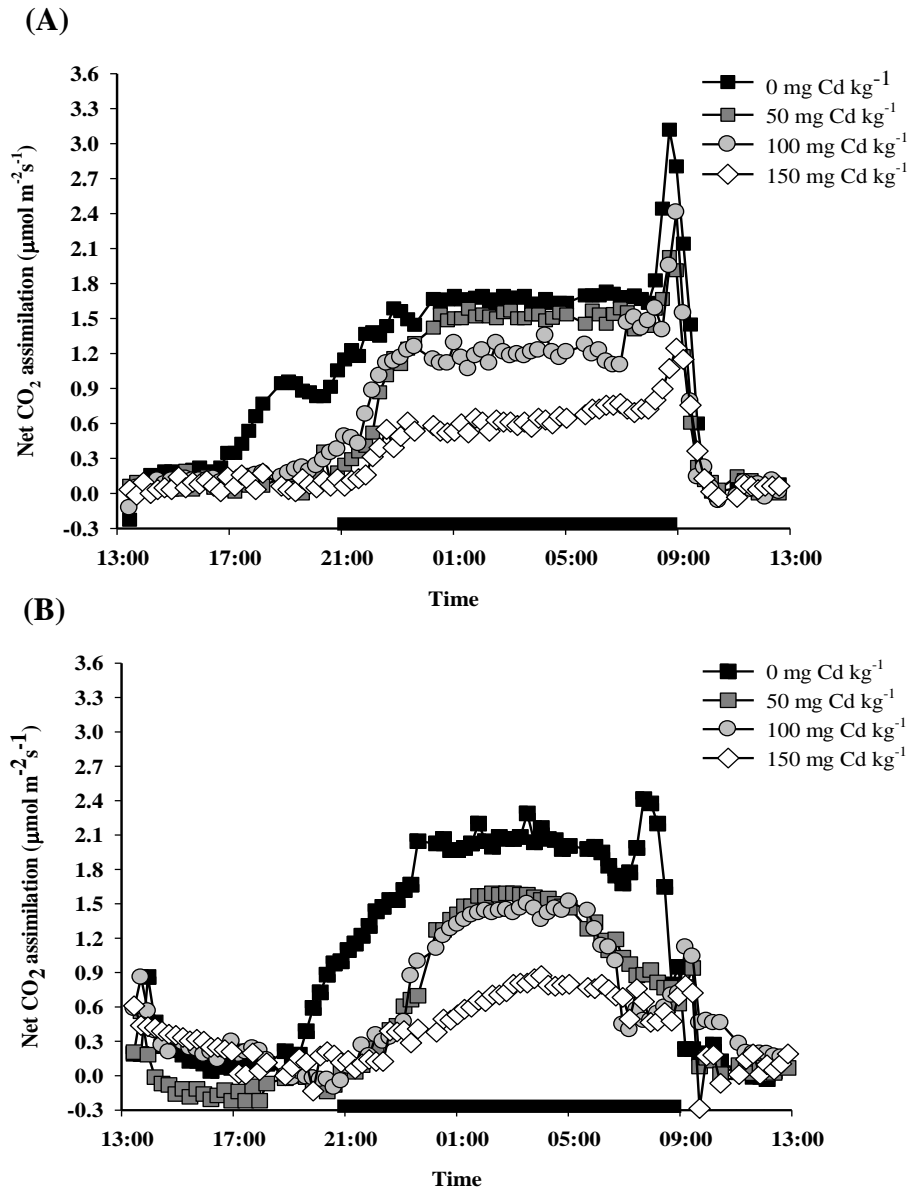 (A)
3.6
3.3
3.0
2.7
2.4
2.1
1.8
1.5
1.2
0.9
0.6
0.3
0.0
-0.3
Net CO₂ assimilation (μmol m⁻²s⁻¹)
0 mg Cd kg⁻¹
50 mg Cd kg⁻¹
100 mg Cd kg⁻¹
150 mg Cd kg⁻¹
13:00 17:00 21:00 01:00 05:00 09:00 13:00
Time
(B)
3.6
3.3
3.0
2.7
2.4
2.1
1.8
1.5
1.2
0.9
0.6
0.3
0.0
-0.3
Net CO₂ assimilation (μmol m⁻²s⁻¹)
0 mg Cd kg⁻¹
50 mg Cd kg⁻¹
100 mg Cd kg⁻¹
150 mg Cd kg⁻¹
13:00 17:00 21:00 01:00 05:00 09:00 13:00
Time